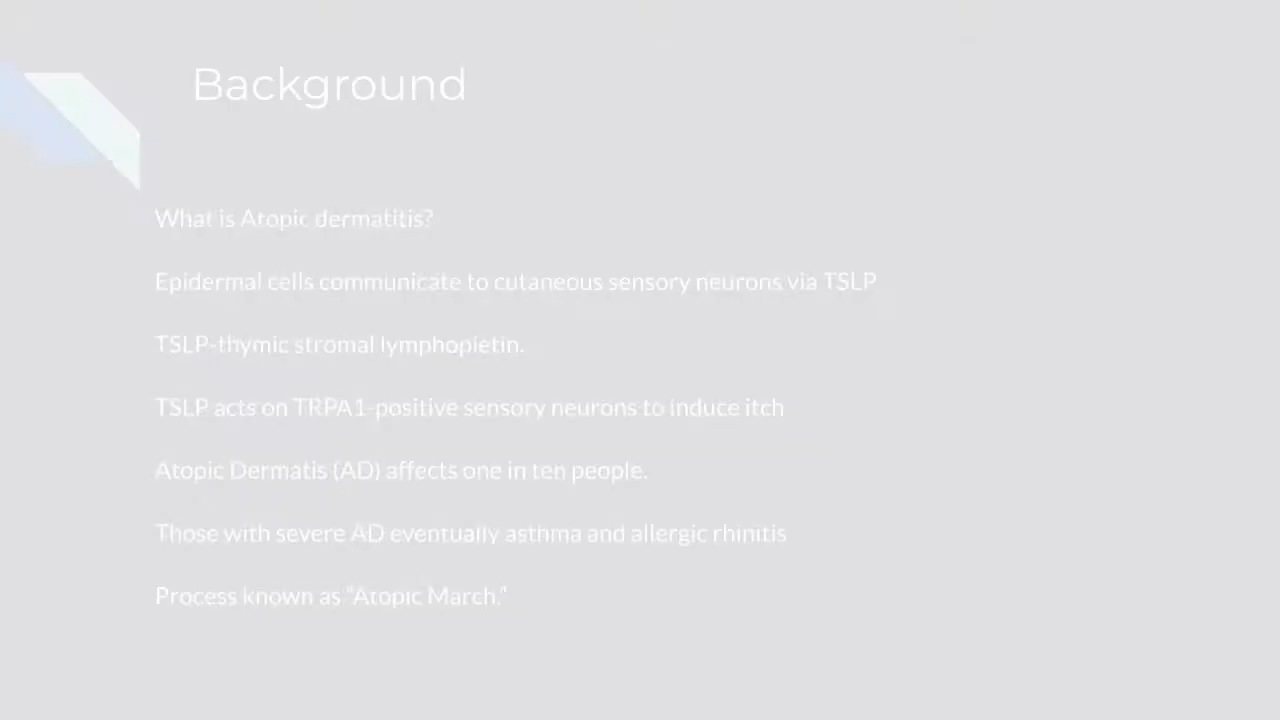 Background
What is Atopic dermatitis?
Epidermal cells communicate to cutaneous sensory neurons via TSLP
TSLP-thymic stromal lymphopietin.
TSLP acts on TRPA1-positive sensory neurons to induce itch
Atopic Dermatis (AD) affects one in ten people.
Those with severe AD eventually asthma and allergic rhinitis
Process known as "Atopic March."